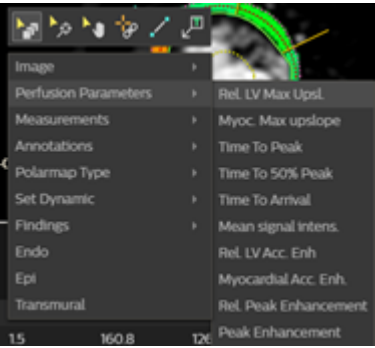 Image
Perfusion Parameters
Measurements
Annotations
Polarmap Type
Set Dynamic
Findings
Endo
Epi
Transmural
Rel. LV Max Upsl.
Myoc. Max upslope
Time To Peak
Time To 50% Peak
Time To Arrival
Mean signal intens.
Rel. LV Acc. Enh
Myocardial Acc. Enh.
Rel. Peak Enhancement
Peak Enhancement
1.5 160.8